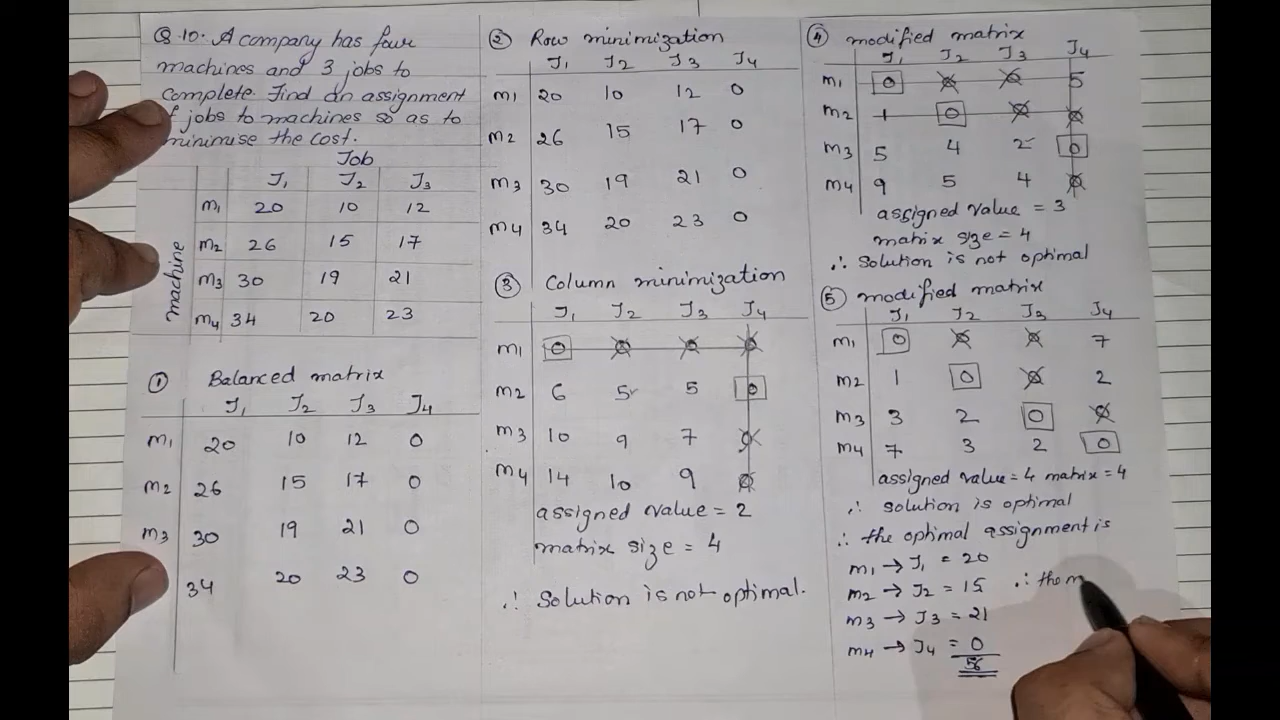 Q.10. A company has four
machines and 3 jobs to
complete. Find an assignment
f jobs to machines so as to
minimise the cost.
Job
J1 J2 J3
machine
m1 20 10 12
m2 26 15 17
m3 30 19 21
m4 34 20 23
① Balanced matrix
J1 J2 J3 J4
m1 20 10 12 0
m2 26 15 17 0
m3 30 19 21 0
34 20 23 0
② Row minimization
J1 J2 J3 J4
m1 20 10 12 0
m2 26 15 17 0
m3 30 19 21 0
m4 34 20 23 0
③ Column minimization
J1 J2 J3 J4
m1 0 0 0 0
m2 6 5 5 0
m3 10 9 7 0
m4 14 10 9 0
assigned value = 2
matrix size = 4
∴ Solution is not optimal.
④ modified matrix
J1 J2 J3 J4
m1 0 0 0 5
m2 1 0 0 0
m3 5 4 2 0
m4 9 5 4 0
assigned value = 3
matrix size = 4
∴ Solution is not optimal
⑤ modified matrix
J1 J2 J3 J4
m1 0 0 0 7
m2 1 0 0 2
m3 3 2 0 0
m4 7 3 2 0
assigned value = 4 matrix = 4
∴ solution is optimal
∴ the optimal assignment is
m1 → J1 = 20
m2 → J2 = 15 ∴ the m
m3 → J3 = 21
m4 → J4 = 0
56